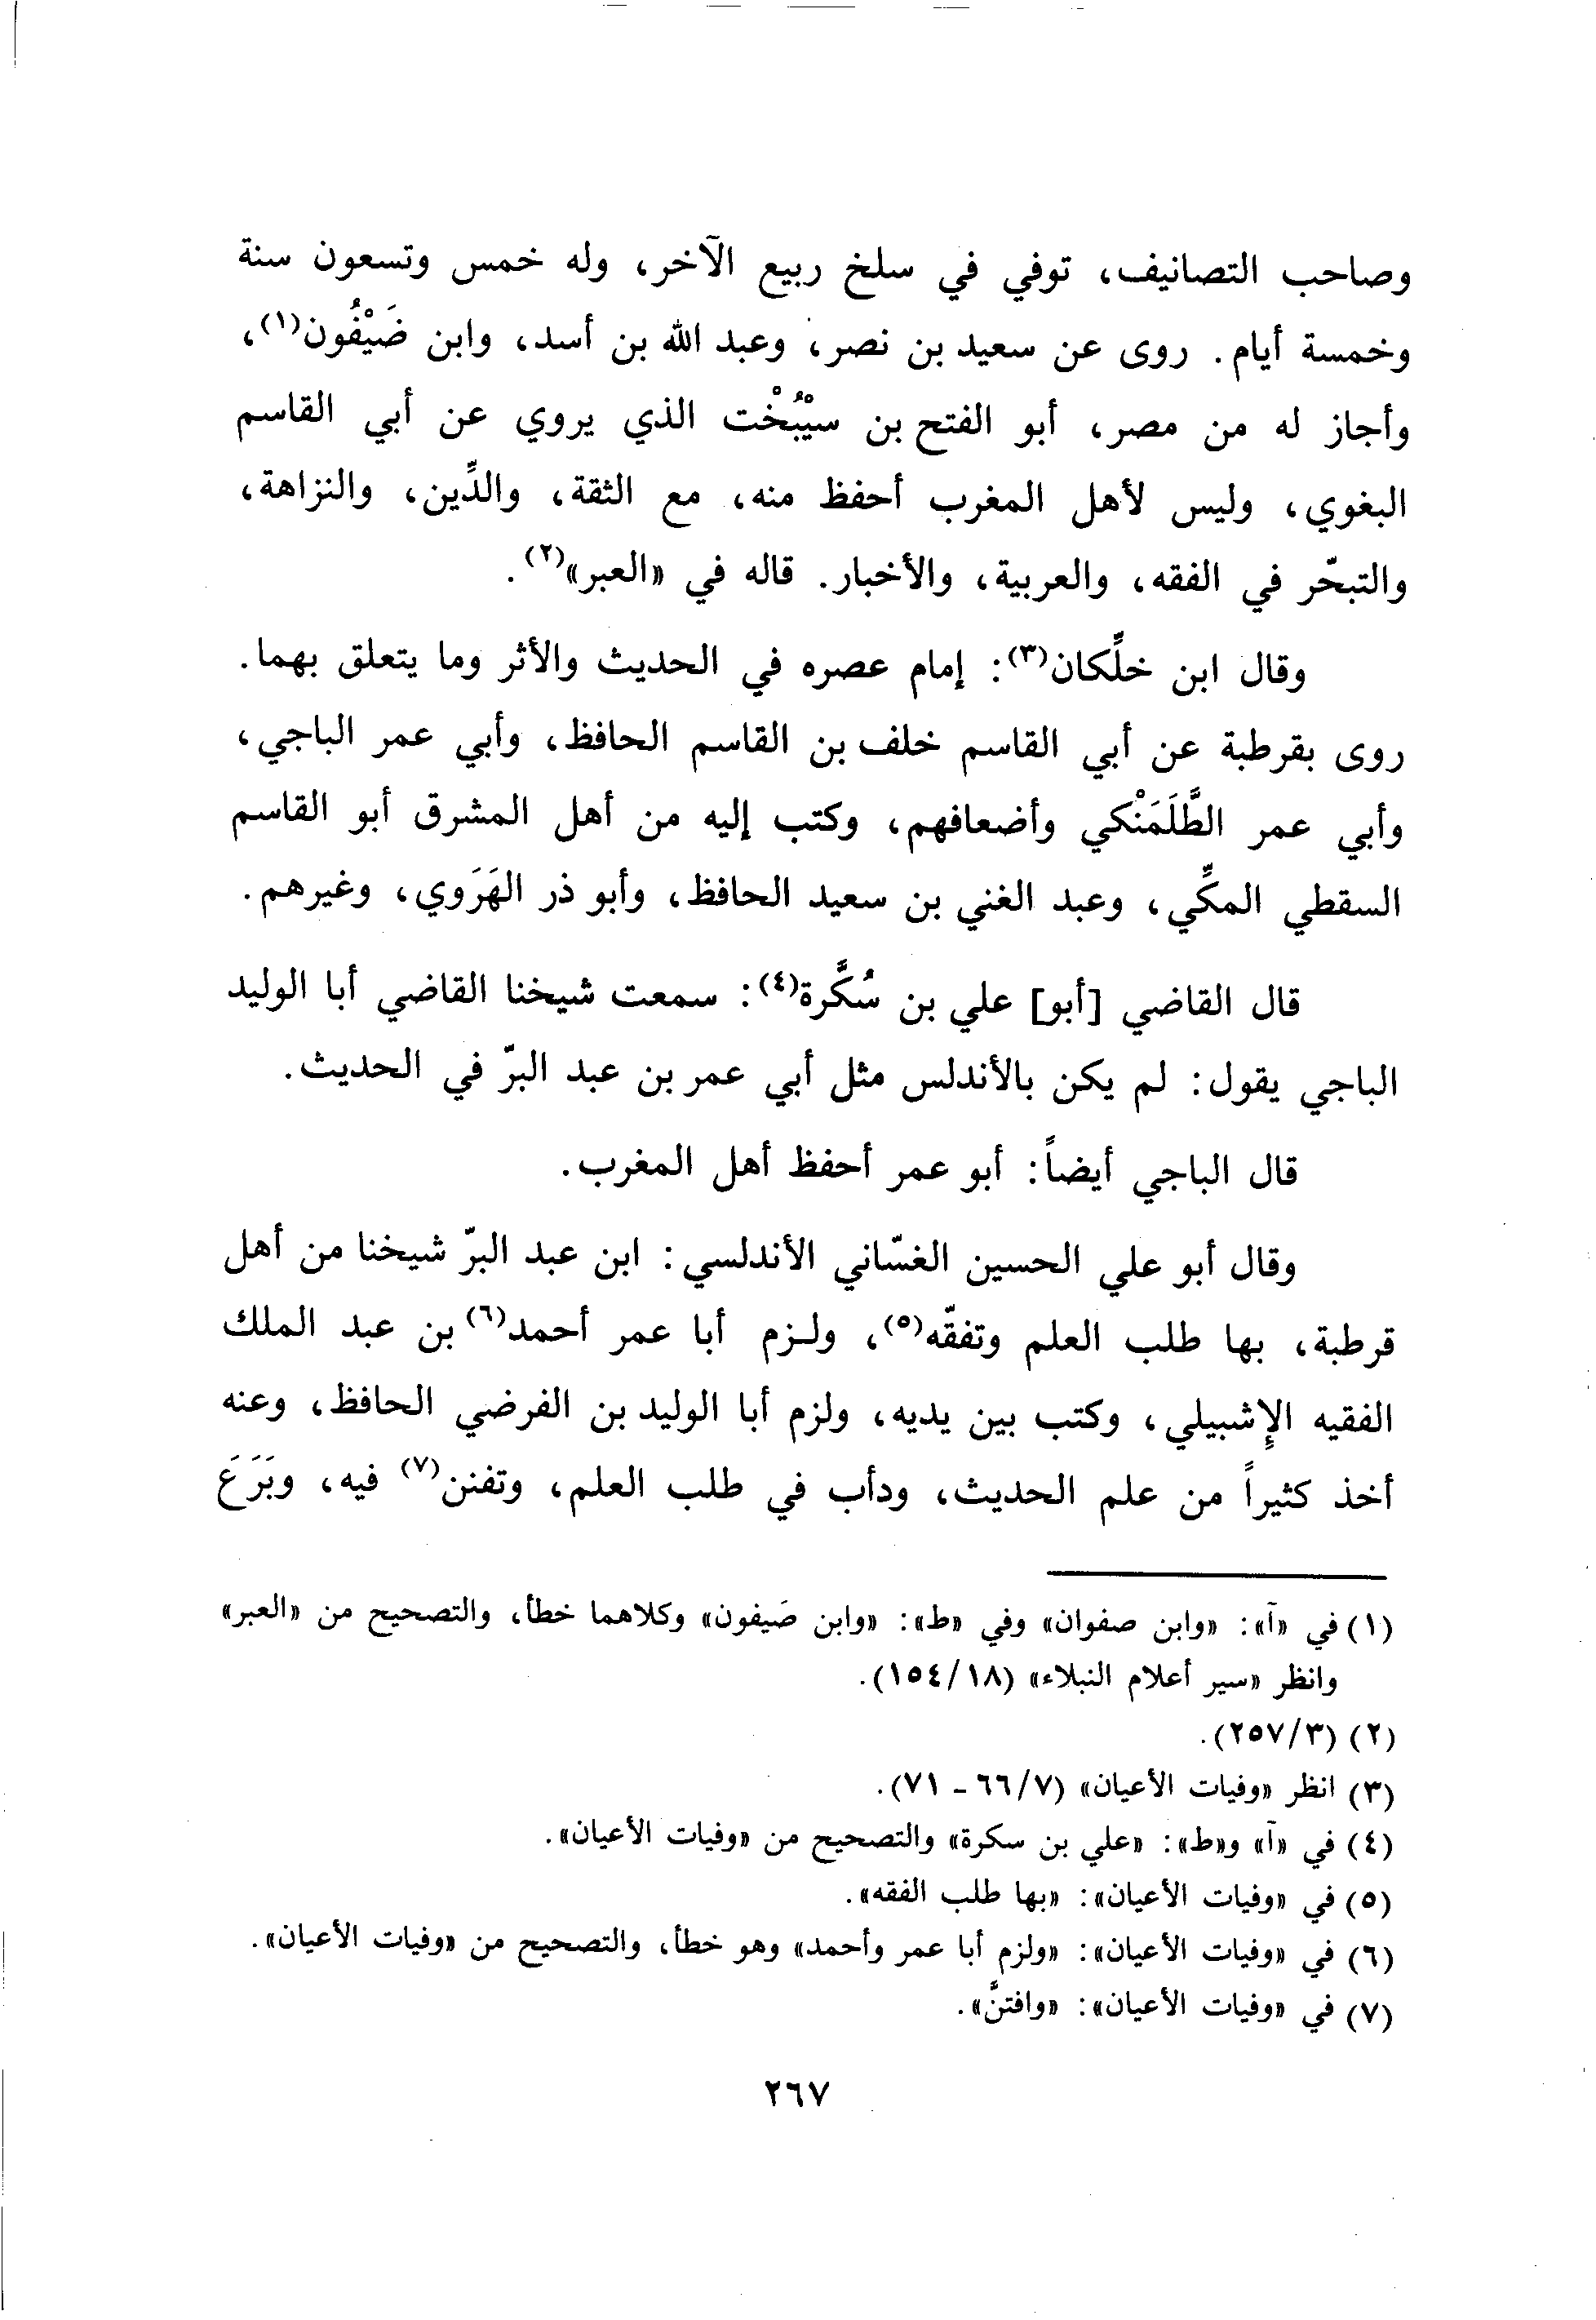 وصاحب التصانيف، توفي في سلخ ربيع الآخر، وله خمس وتسعون سنة
وخمسة أيام. روى عن سعيد بن نصر، وعبد الله بن أسد، وابن ضَيْفُون(١)،
وأجاز له من مصر، أبو الفتح بن سيْبُخْت الذي يروي عن أبي القاسم
البغوي، وليس لأهل المغرب أحفظ منه، مع الثقة، والدِّين، والنزاهة،
والتبحّر في الفقه، والعربية، والأخبار. قاله في «العبر»(٢).
وقال ابن خلِّكان(٣): إمام عصره في الحديث والأثر وما يتعلق بهما.
روى بقرطبة عن أبي القاسم خلف بن القاسم الحافظ، وأبي عمر الباجي،
وأبي عمر الطَّلَمَنْكي وأضعافهم، وكتب إليه من أهل المشرق أبو القاسم
السقطي المكِّي، وعبد الغني بن سعيد الحافظ، وأبو ذر الهَرَوي، وغيرهم.
قال القاضي [أبو] علي بن سُكَّرة(٤): سمعت شيخنا القاضي أبا الوليد
الباجي يقول: لم يكن بالأندلس مثل أبي عمر بن عبد البرّ في الحديث.
قال الباجي أيضاً: أبو عمر أحفظ أهل المغرب.
وقال أبو علي الحسين الغسّاني الأندلسي: ابن عبد البرّ شيخنا من أهل
قرطبة، بها طلب العلم وتفقّه(٥)، ولـزم أبا عمر أحمد(٦) بن عبد الملك
الفقيه الإشبيلي، وكتب بين يديه، ولزم أبا الوليد بن الفرضي الحافظ، وعنه
أخذ كثيراً من علم الحديث، ودأب في طلب العلم، وتفنن(٧) فيه، وبَرَعَ
(١) في «آ»: «وابن صفوان» وفي «ط»: «وابن صَيفون» وكلاهما خطأ، والتصحيح من «العبر»
وانظر «سير أعلام النبلاء» (١٨/١٥٤).
(٢) (٣/٢٥٧).
(٣) انظر «وفيات الأعيان» (٧/٦٦ - ٧١).
(٤) في «آ» و«ط»: «علي بن سكرة» والتصحيح من «وفيات الأعيان».
(٥) في «وفيات الأعيان»: «بها طلب الفقه».
(٦) في «وفيات الأعيان»: «ولزم أبا عمر وأحمد» وهو خطأ، والتصحيح من «وفيات الأعيان».
(٧) في «وفيات الأعيان»: «وافتنَّ».
٢٦٧